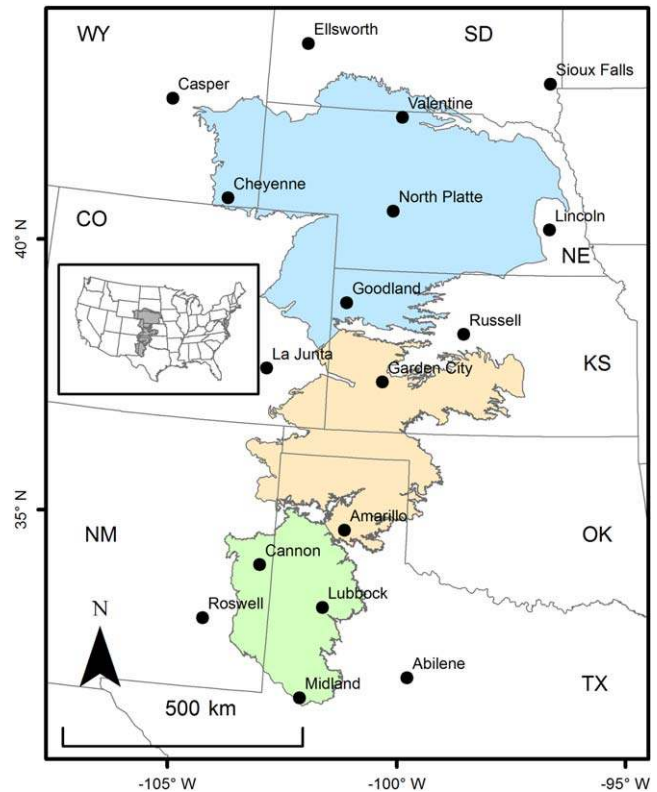 WY
Ellsworth
SD
Casper
Sioux Falls
Valentine
Cheyenne
North Platte
CO
Lincoln
40° N
NE
Goodland
Russell
La Junta
Garden City
KS
35° N
Amarillo
NM
OK
Cannon
Lubbock
Roswell
N
Abilene
Midland
TX
500 km
-105° W
-100° W
-95° W